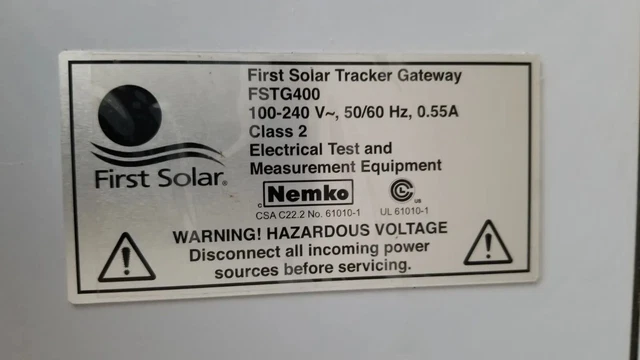 First Solar Tracker Gateway
FSTG400
100-240 V~, 50/60 Hz, 0.55A
Class 2
Electrical Test and
Measurement Equipment
First Solar®
c Nemko us
CSA C22.2 No. 61010-1 UL 61010-1
WARNING! HAZARDOUS VOLTAGE
Disconnect all incoming power
sources before servicing.